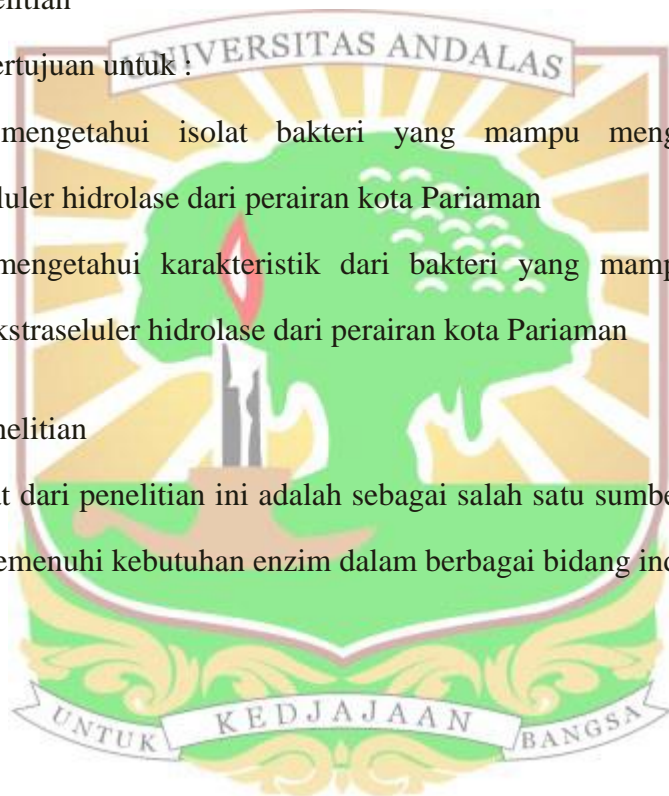 elitian
UNIVERSITAS ANDALAS
ertujuan untuk :
mengetahui isolat bakteri yang mampu meng
luler hidrolase dari perairan kota Pariaman
mengetahui karakteristik dari bakteri yang mamp
kstraseluler hidrolase dari perairan kota Pariaman
nelitian
at dari penelitian ini adalah sebagai salah satu sumbe
emenuhi kebutuhan enzim dalam berbagai bidang ind
UNTUK KEDJAJAAN BANGSA